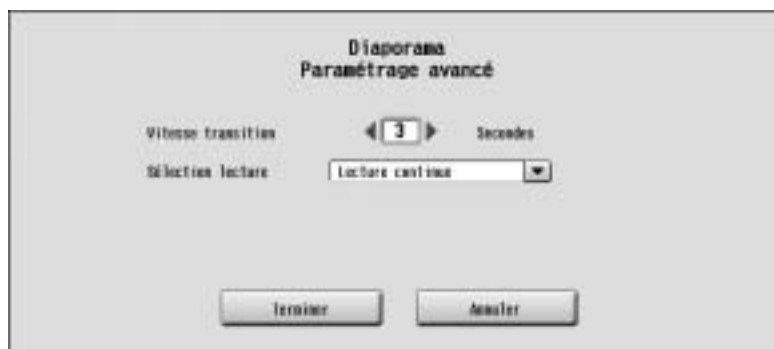 Diaporama
Paramétrage avancé
Vitesse transition 3 Secondes
Sélection lecture Lecture continue
Terminer Annuler